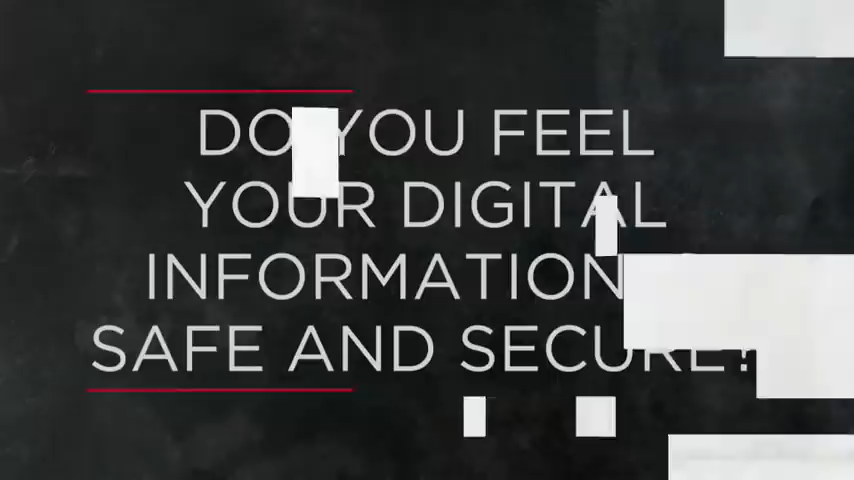 DO YOU FEEL
YOUR DIGITAL
INFORMATION
SAFE AND SECURE?